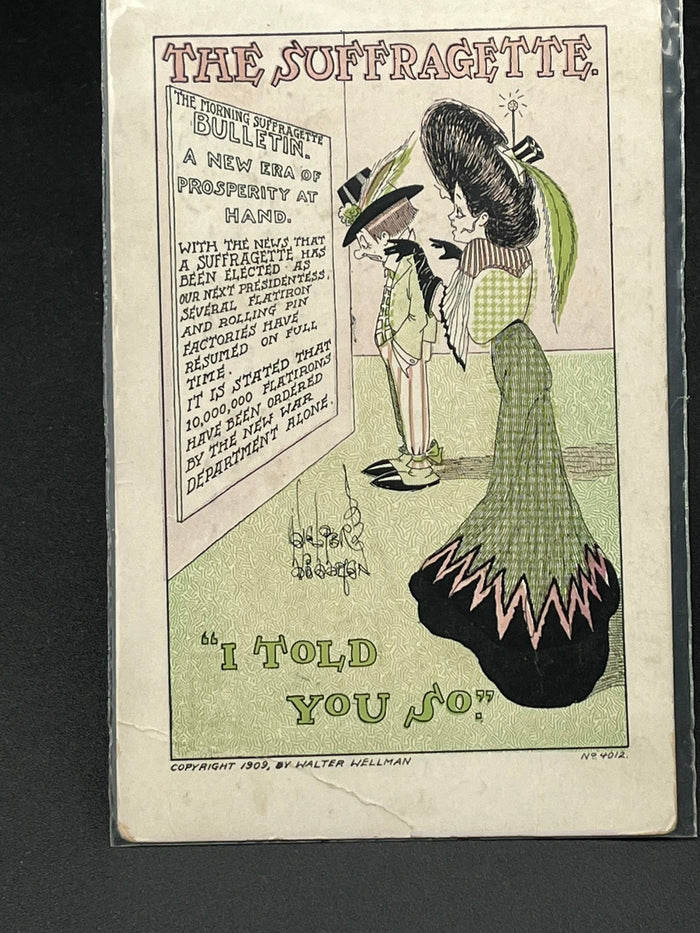 THE SUFFRAGETTE.
THE MORNING SUFFRAGETTE
BULLETIN.
A NEW ERA OF
PROSPERITY AT
HAND.
WITH THE NEWS THAT
A SUFFRAGETTE HAS
BEEN ELECTED AS
OUR NEXT PRESIDENTESS,
SEVERAL FLATIRON
AND ROLLING PIN
FACTORIES HAVE
RESUMED ON FULL
TIME.
IT IS STATED THAT
10,000,000 FLATIRONS
HAVE BEEN ORDERED
BY THE NEW WAR
DEPARTMENT ALONE.
"I TOLD
YOU SO."
COPYRIGHT 1909, BY WALTER WELLMAN
No 4012.